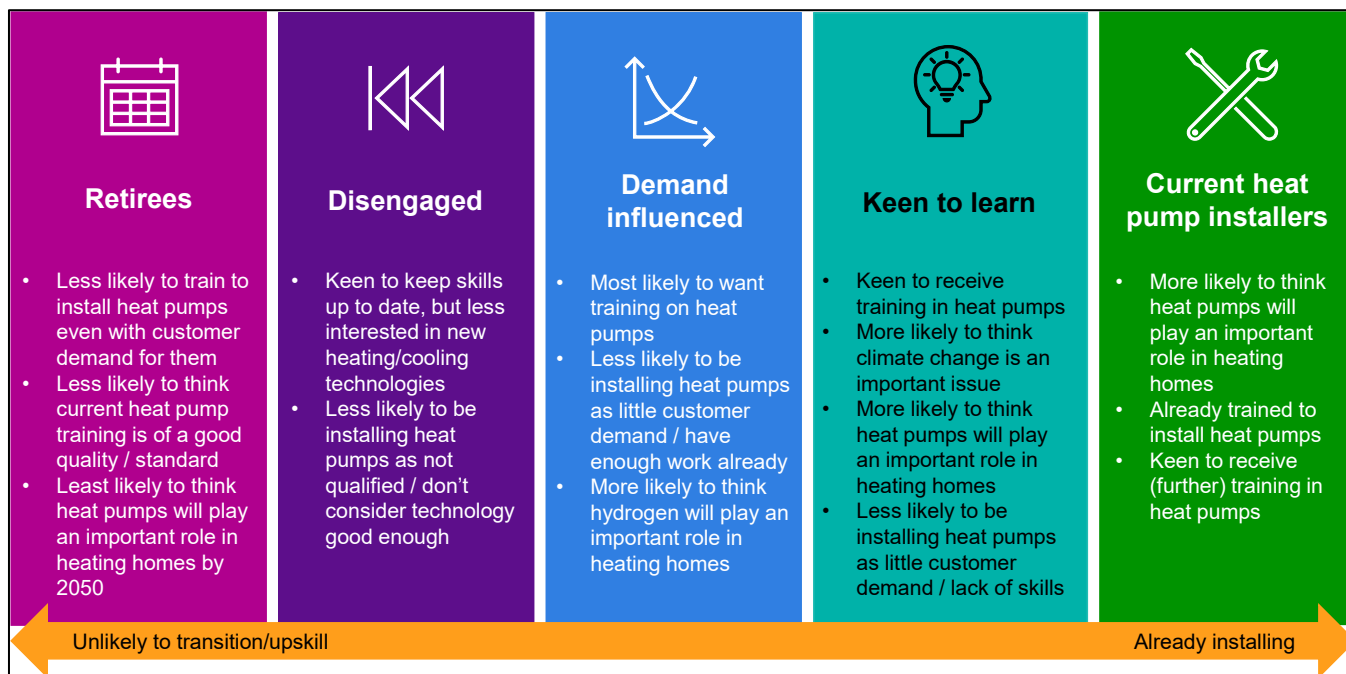 Retirees
• Less likely to train to
install heat pumps
even with customer
demand for them
• Less likely to think
current heat pump
training is of a good
quality / standard
• Least likely to think
heat pumps will play
an important role in
heating homes by
2050
Disengaged
• Keen to keep skills
up to date, but less
interested in new
heating/cooling
technologies
• Less likely to be
installing heat
pumps as not
qualified / don’t
consider technology
good enough
Demand
influenced
• Most likely to want
training on heat
pumps
• Less likely to be
installing heat pumps
as little customer
demand / have
enough work already
• More likely to think
hydrogen will play an
important role in
heating homes
Keen to learn
• Keen to receive
training in heat pumps
• More likely to think
climate change is an
important issue
• More likely to think
heat pumps will play
an important role in
heating homes
• Less likely to be
installing heat pumps
as little customer
demand / lack of skills
Current heat
pump installers
• More likely to think
heat pumps will
play an important
role in heating
homes
• Already trained to
install heat pumps
• Keen to receive
(further) training in
heat pumps
Unlikely to transition/upskill
Already installing